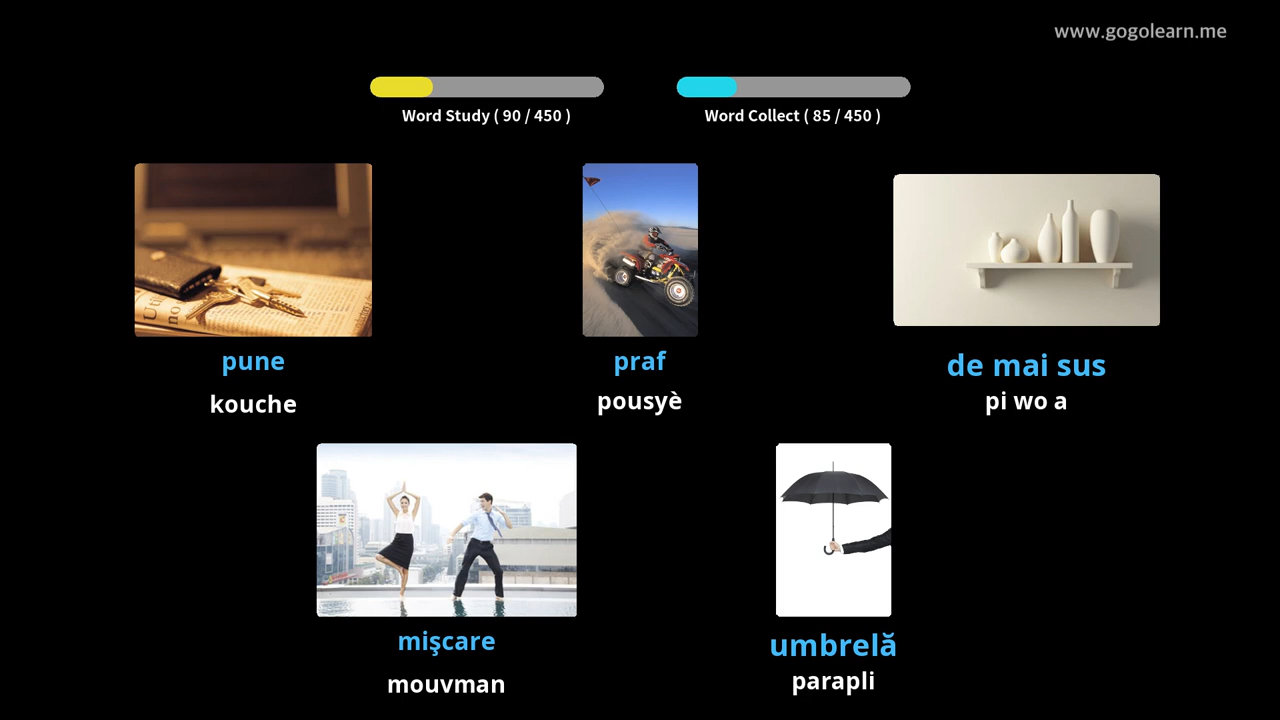 www.gogolearn.me
Word Study ( 90 / 450 )
Word Collect ( 85 / 450 )
pune
kouche
praf
pousyè
de mai sus
pi wo a
mişcare
mouvman
umbrelă
parapli